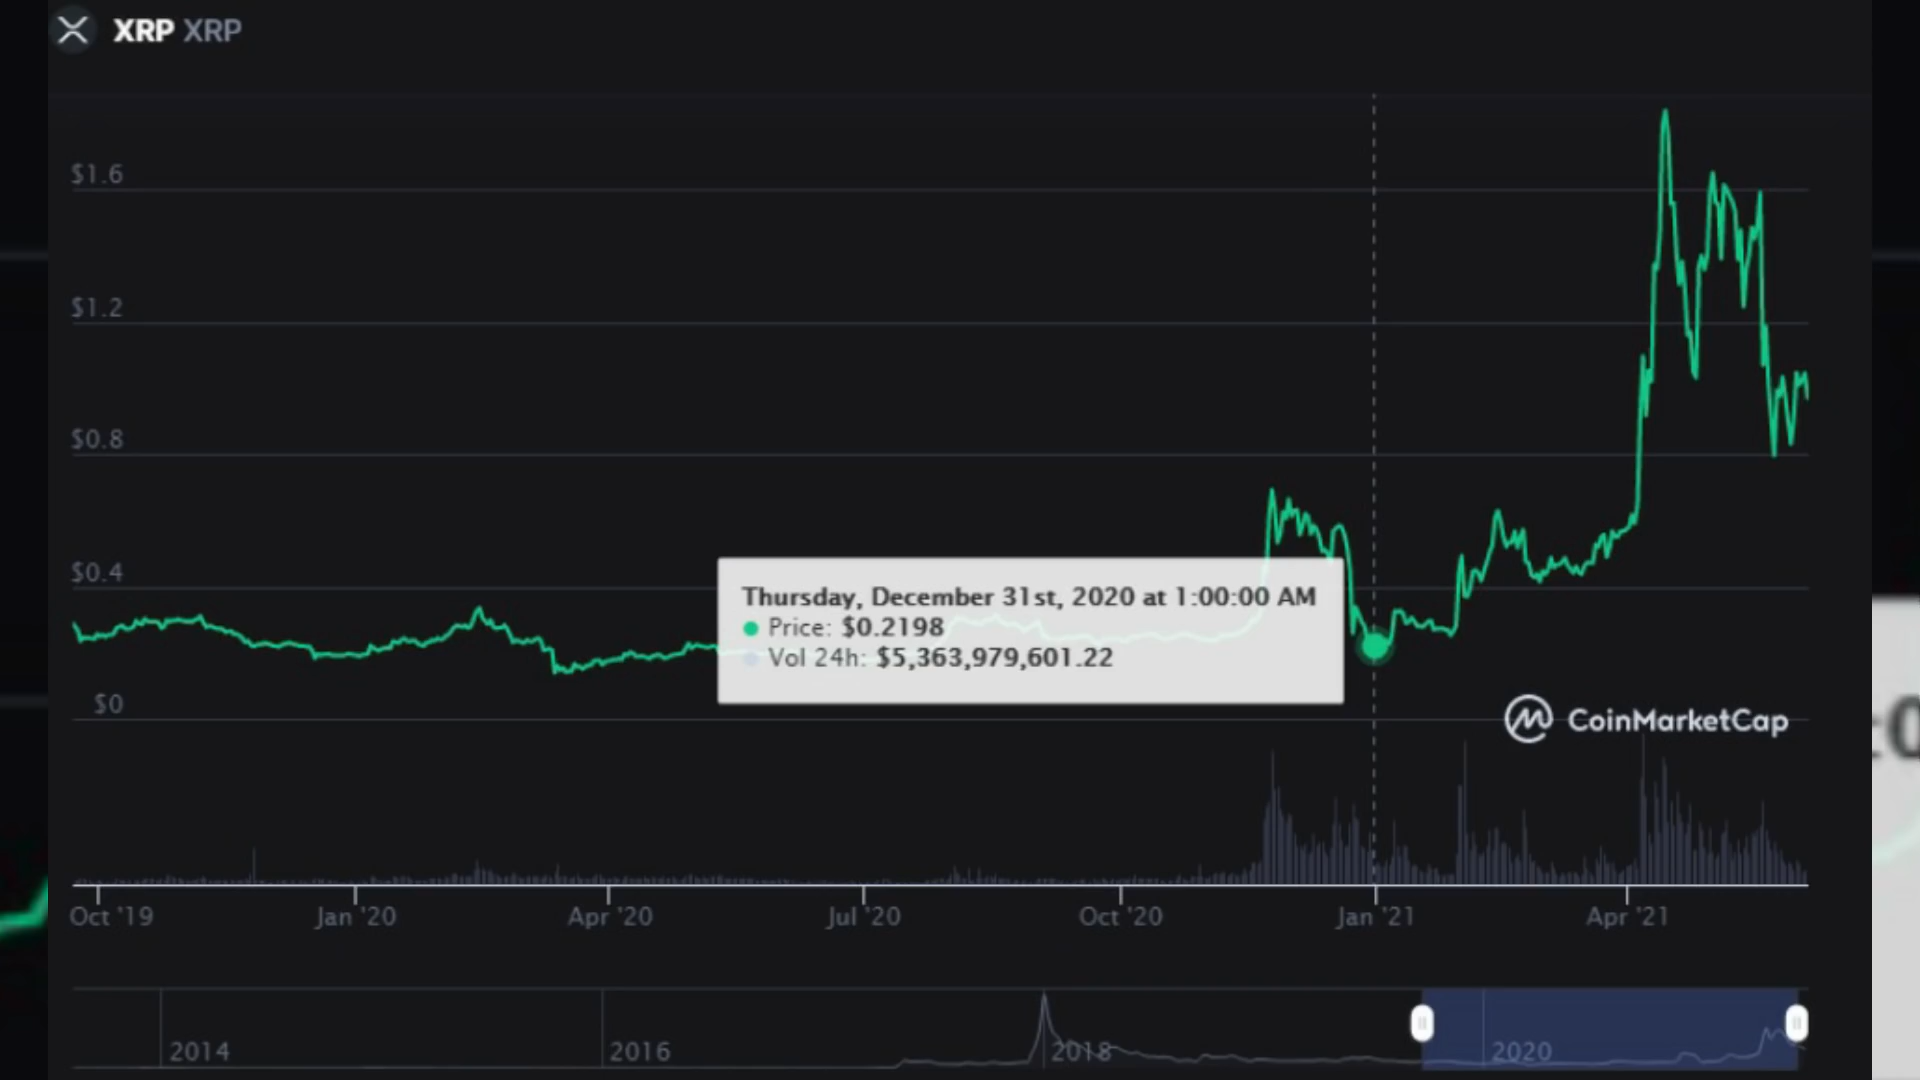 XRP XRP
$1.6
$1.2
$0.8
$0.4
$0
Thursday, December 31st, 2020 at 1:00:00 AM
Price: $0.2198
Vol 24h: $5,363,979,601.22
CoinMarketCap
Oct '19 Jan '20 Apr '20 Jul '20 Oct '20 Jan '21 Apr '21
2014 2016 2018 2020